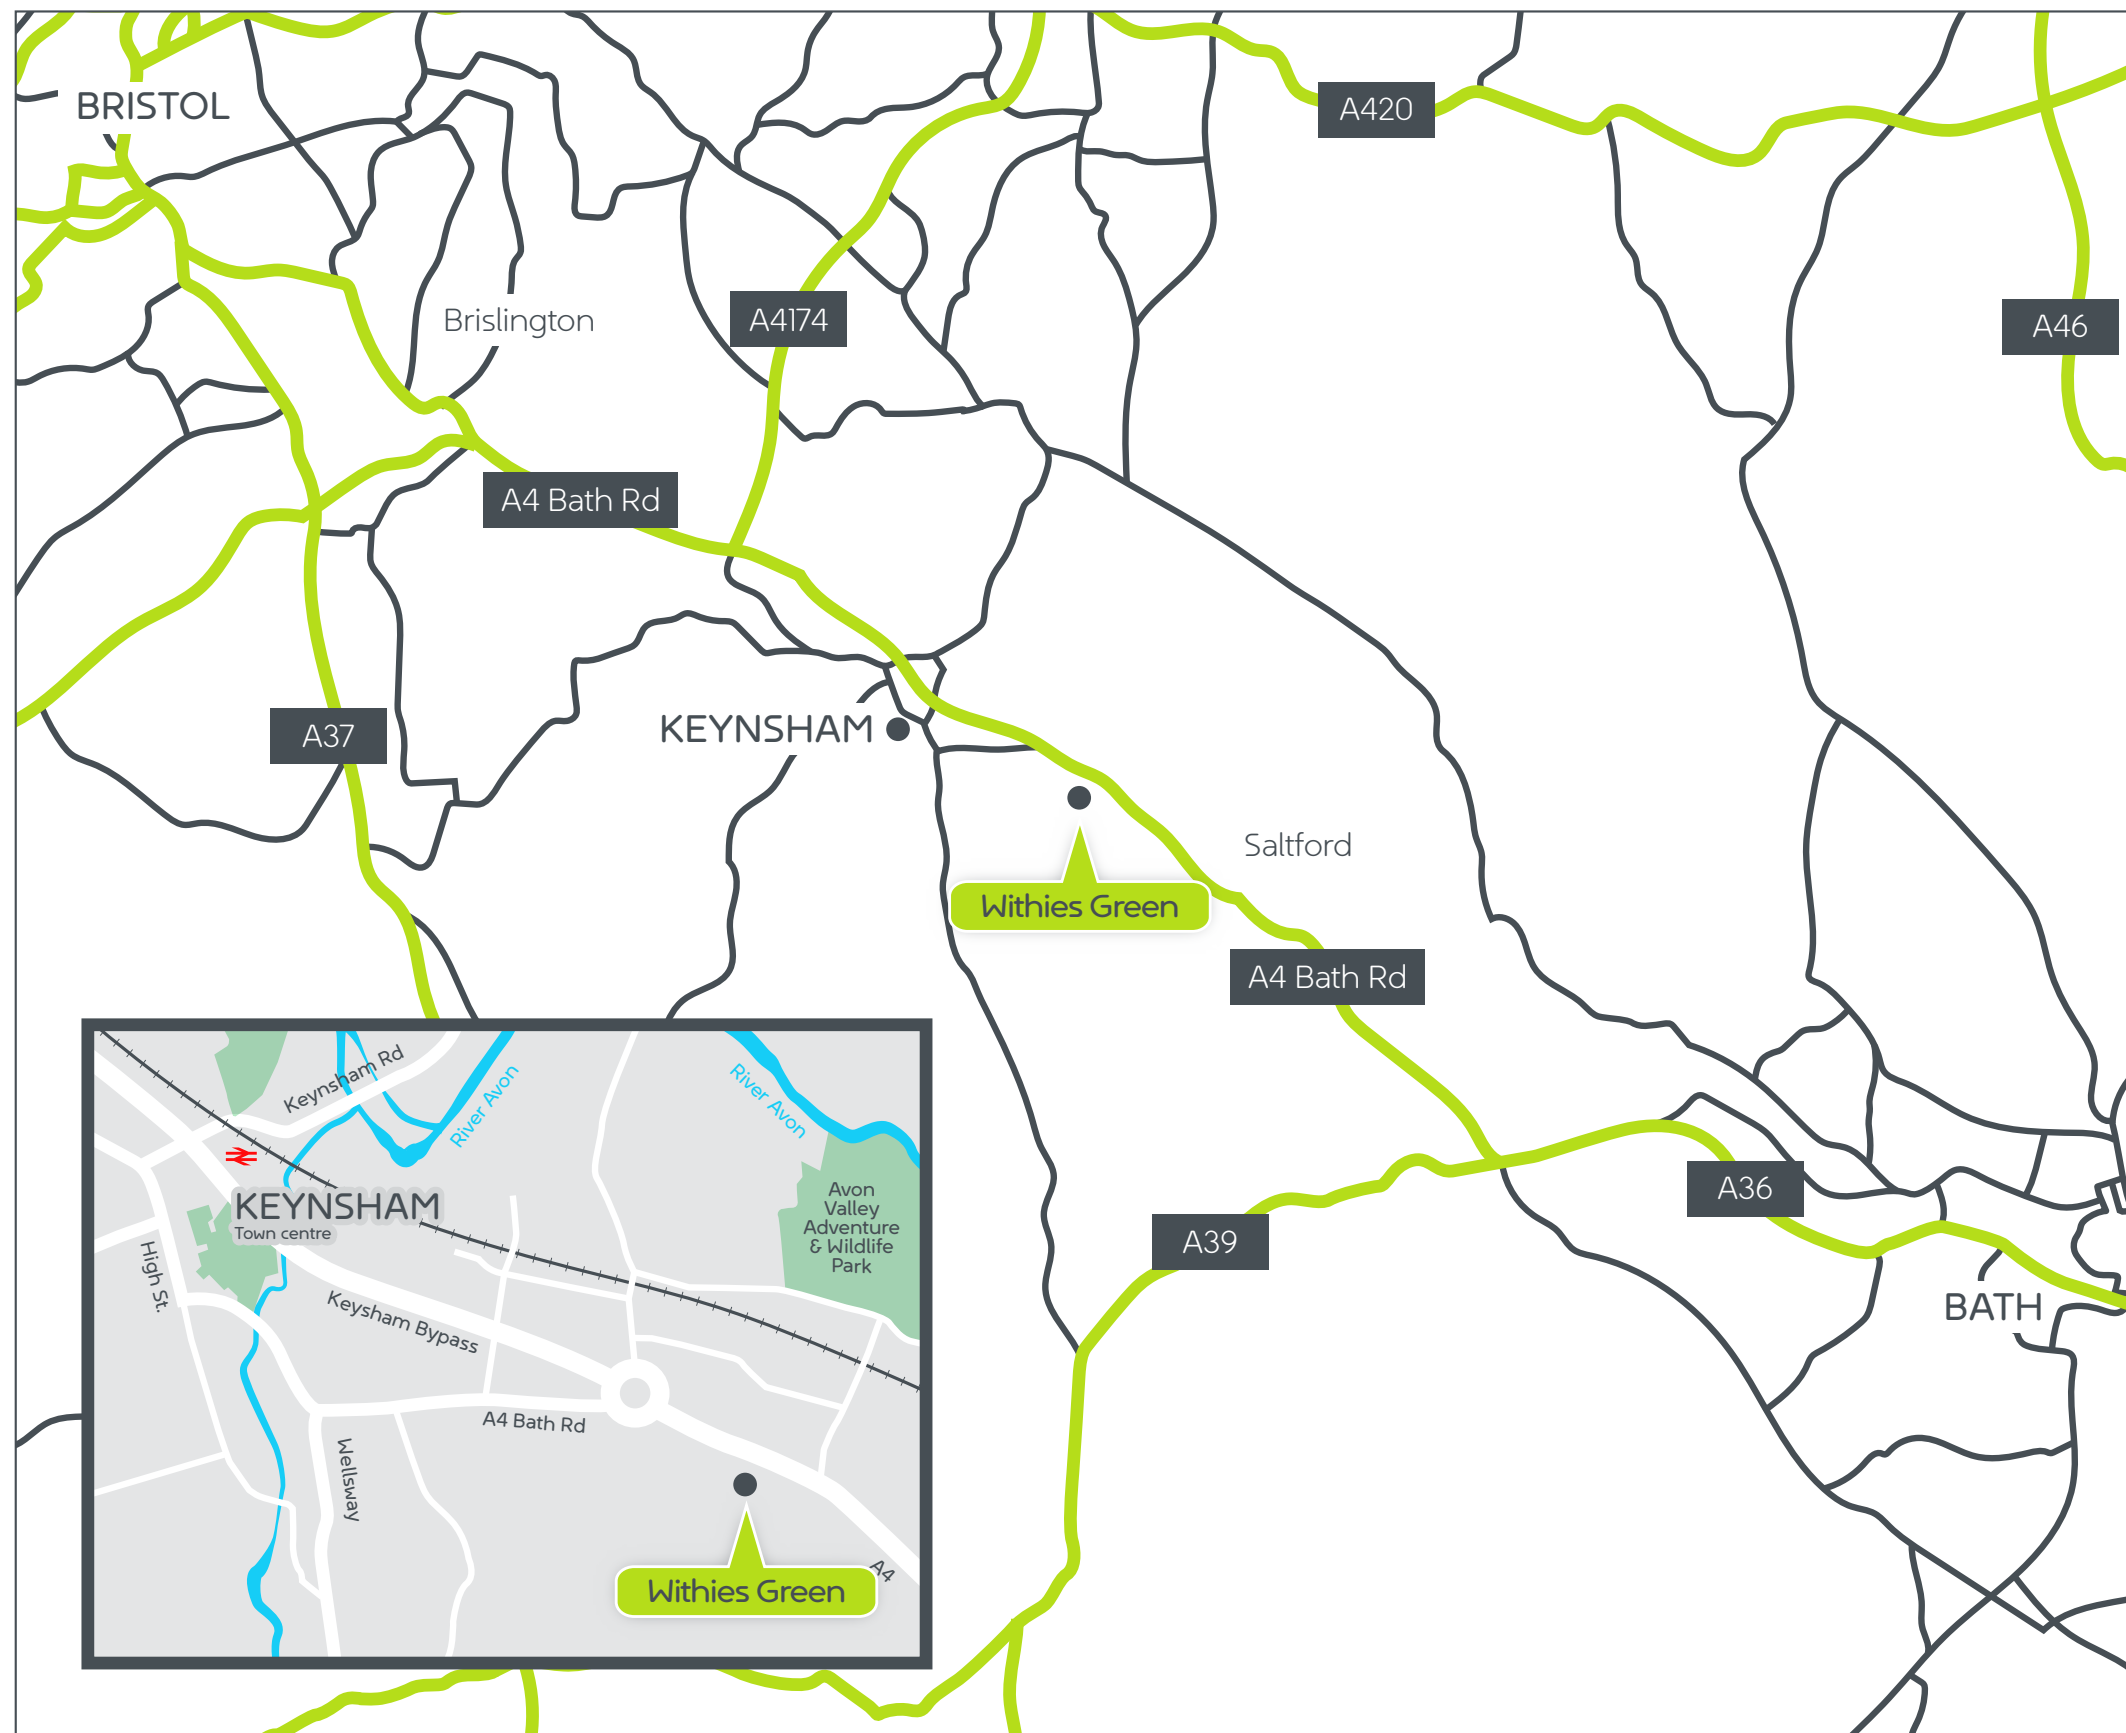 BRISTOL
A420
Brislington
A4174
A46
A4 Bath Rd
A37
KEYNSHAM
Saltford
Withies Green
A4 Bath Rd
A36
A39
BATH
Keynsham Rd
River Avon
River Avon
KEYNSHAM
Town centre
Avon
Valley
Adventure
& Wildlife
Park
High St.
Keysham Bypass
A4 Bath Rd
Wellsway
A4
Withies Green